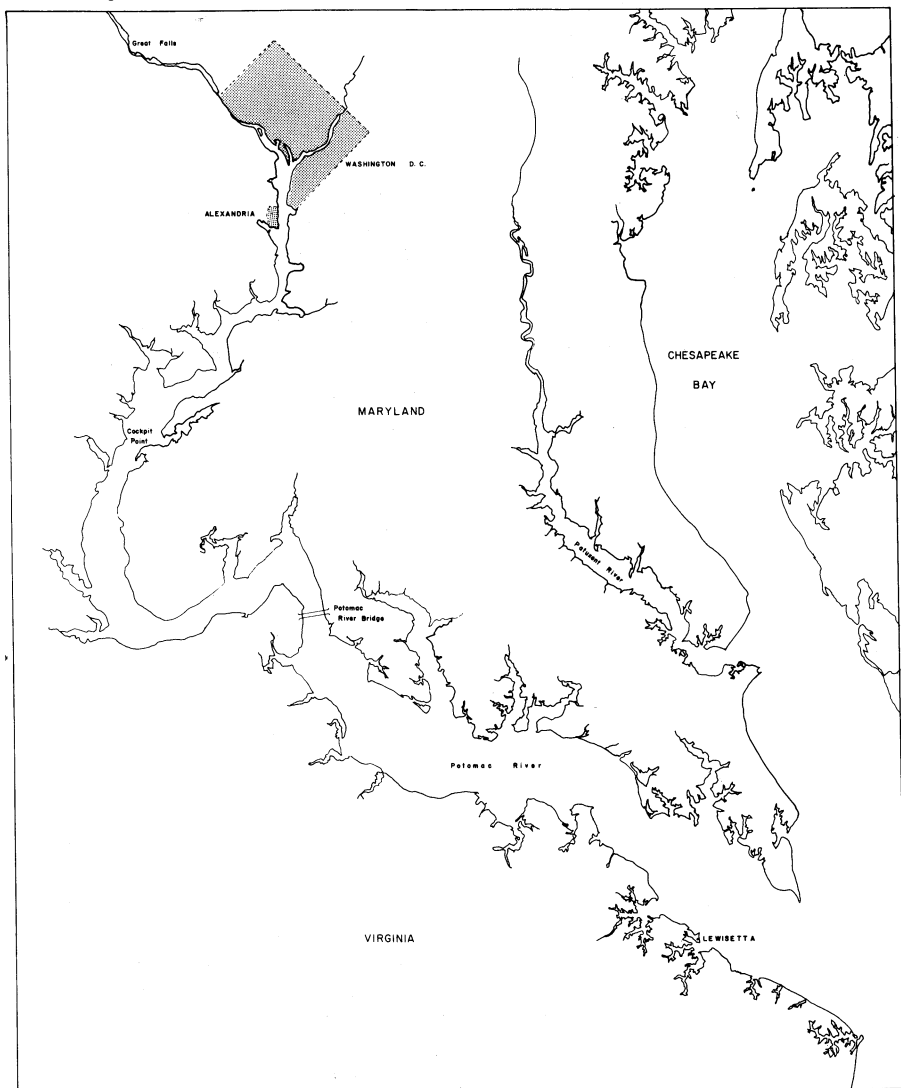 Great Falls
WASHINGTON D. C.
ALEXANDRIA
CHESAPEAKE
BAY
MARYLAND
Cockpit
Point
Patuxent River
Potomac
River Bridge
Potomac River
VIRGINIA
LEWISETTA